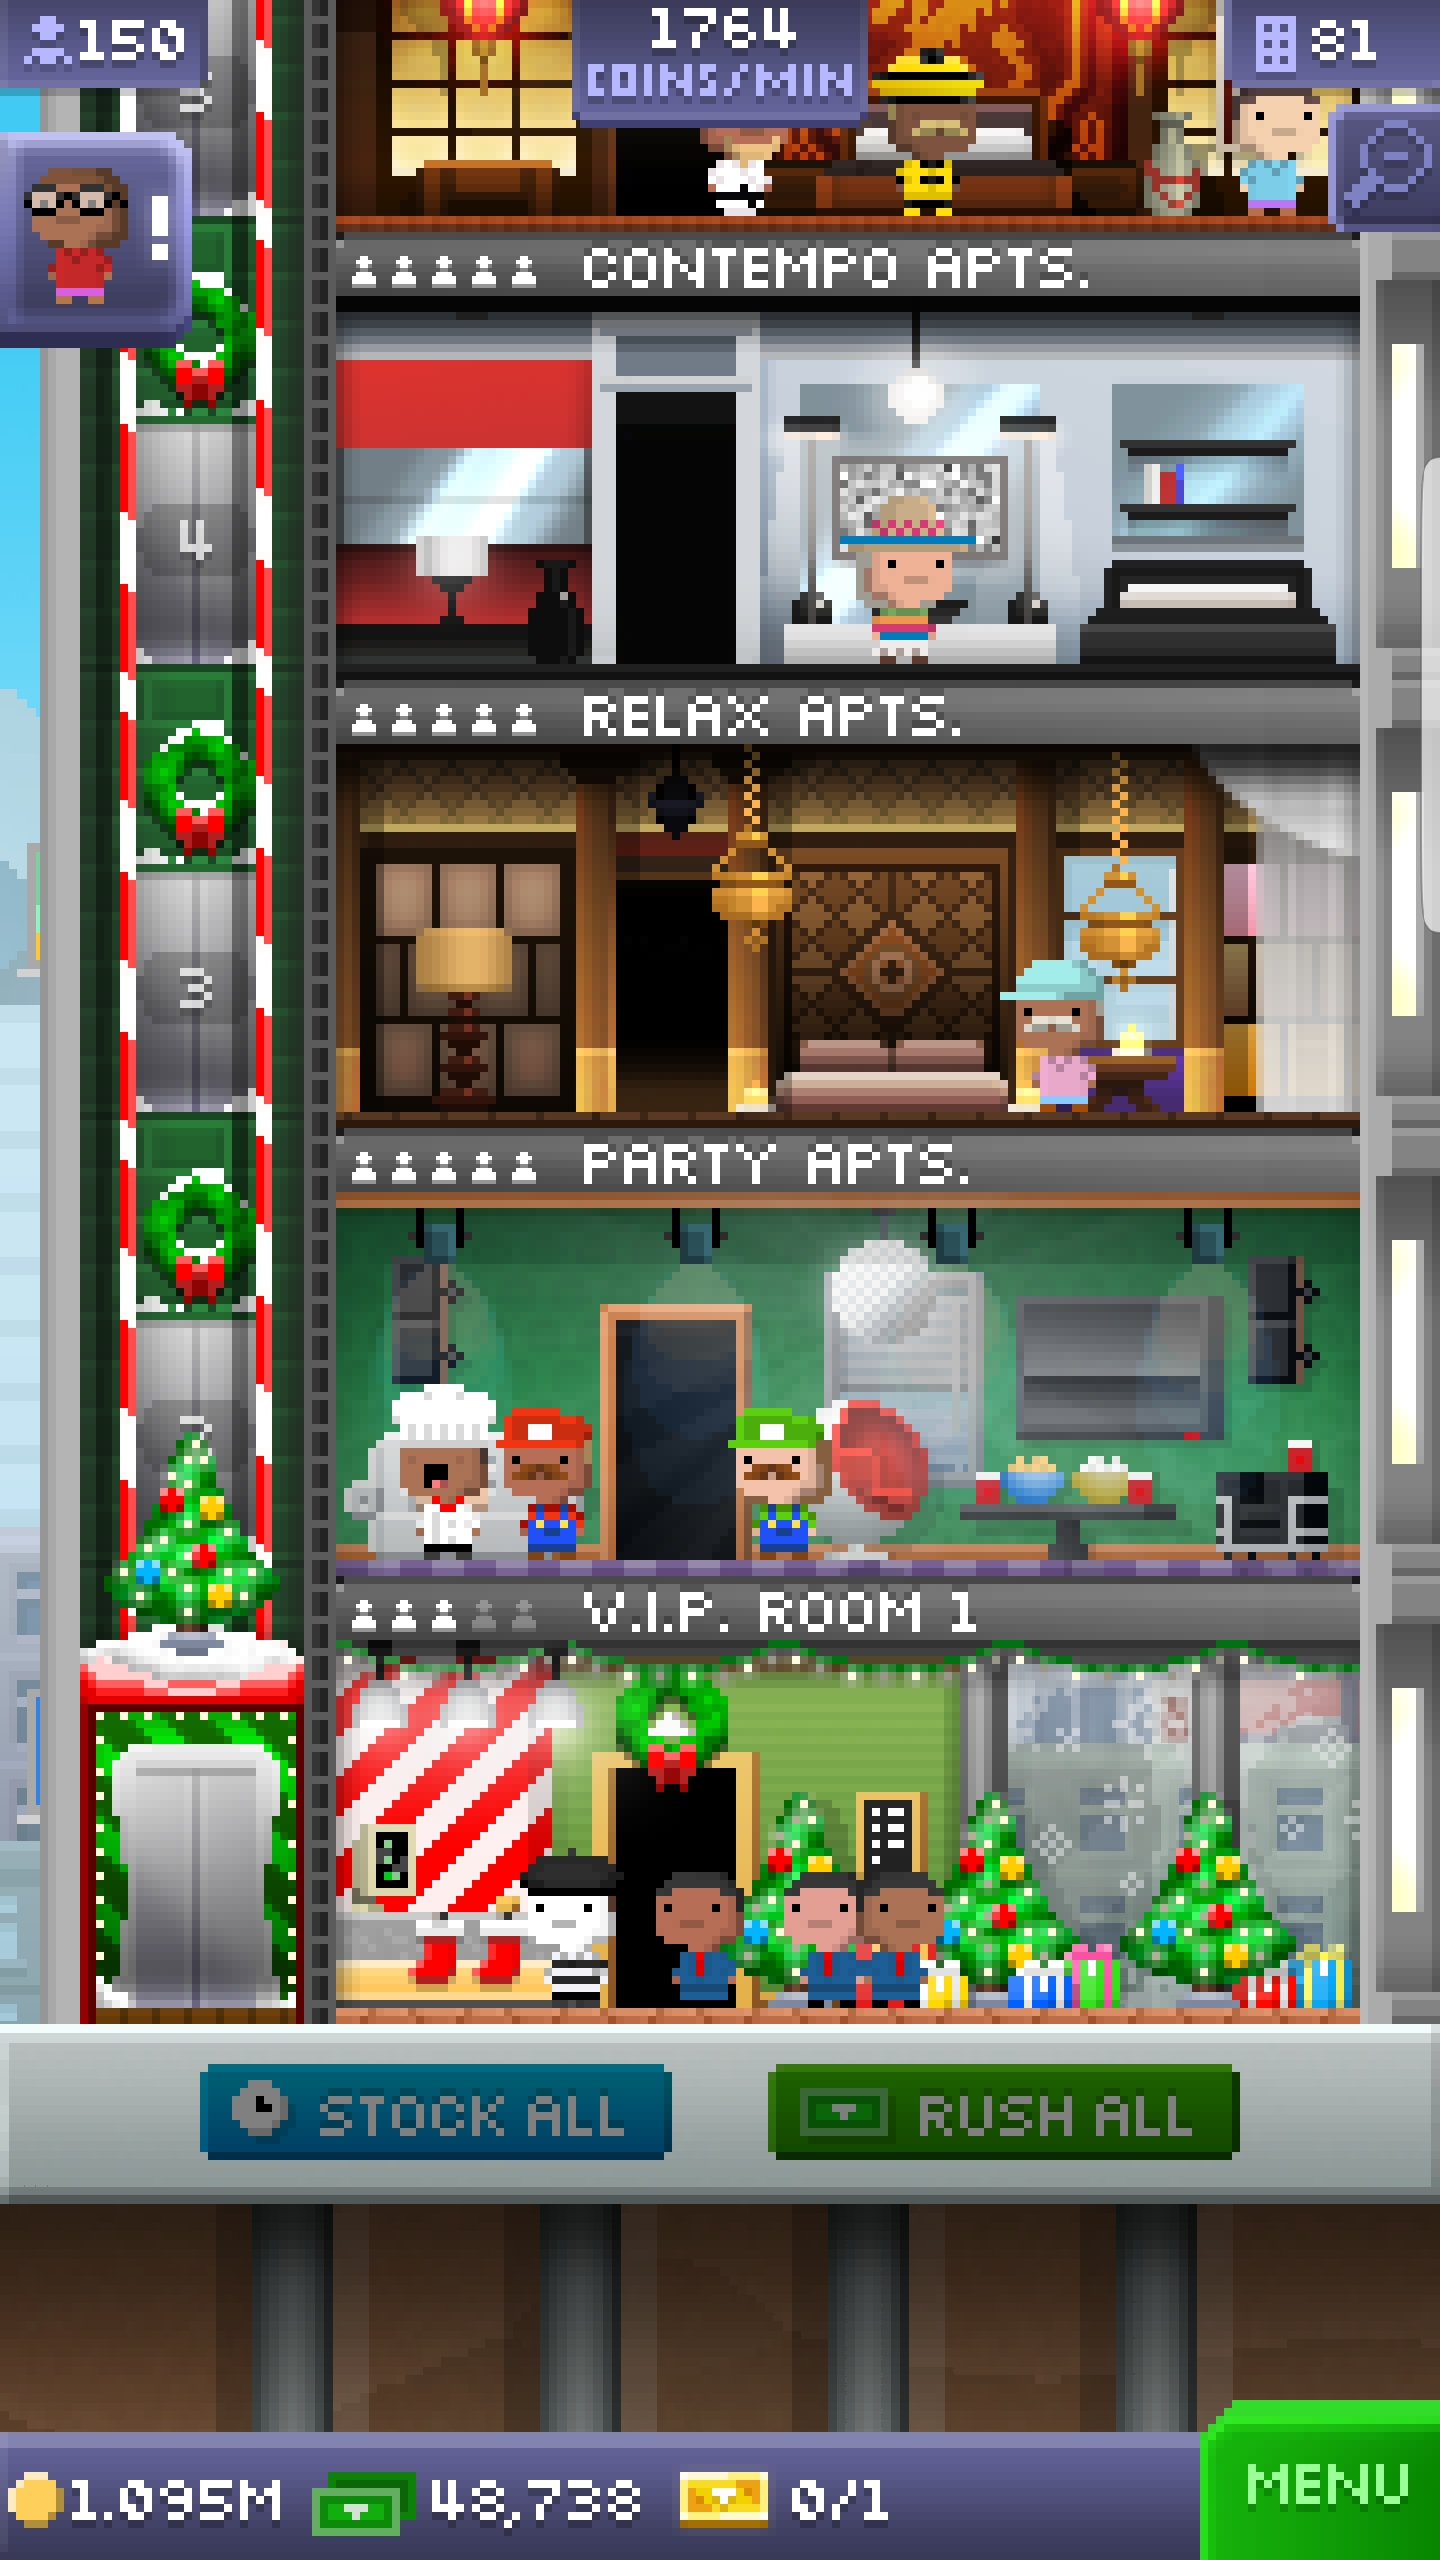 150
1764
COINS/MIN
81
!
CONTEMPO APTS.
4
RELAX APTS.
3
PARTY APTS.
V.I.P. ROOM 1
STOCK ALL
RUSH ALL
1.095M
48,738
0/1
MENU